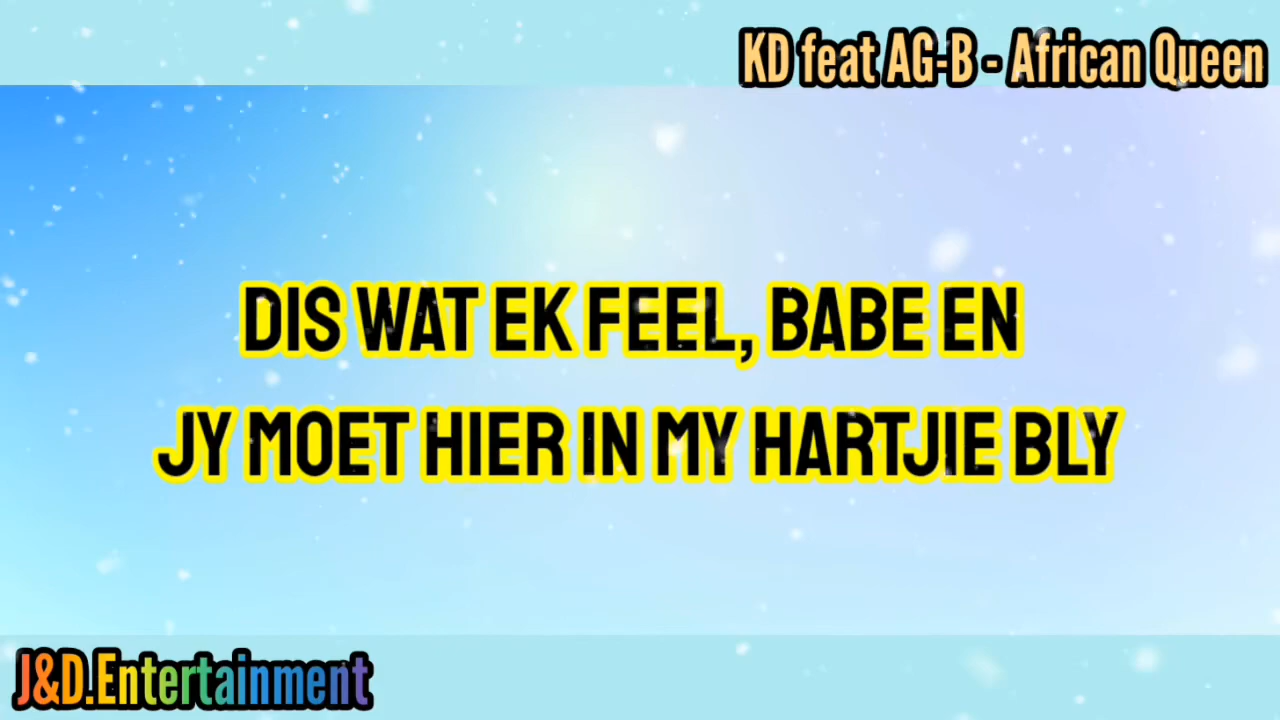 KD feat AG-B - African Queen
DIS WAT EK FEEL, BABE EN
JY MOET HIER IN MY HARTJIE BLY
J&D.Entertainment